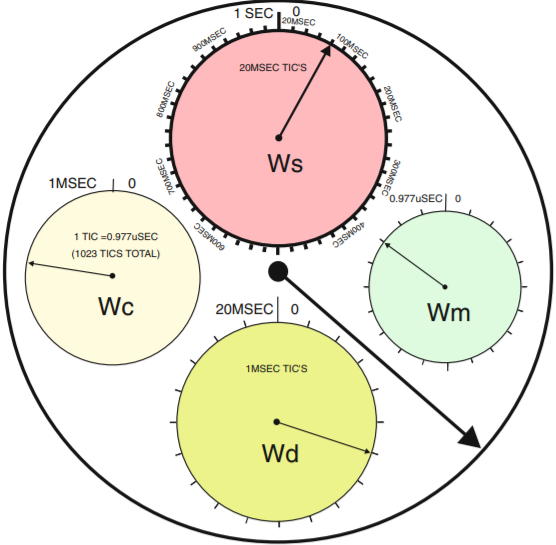 1 SEC 0
20MSEC
100MSEC
210MSEC
300MSEC
400MSEC
600MSEC
700MSEC
800MSEC
900MSEC
20MSEC TIC'S
Ws
1MSEC 0
1 TIC =0.977uSEC
(1023 TICS TOTAL)
Wc
0.977uSEC 0
Wm
20MSEC 0
1MSEC TIC'S
Wd